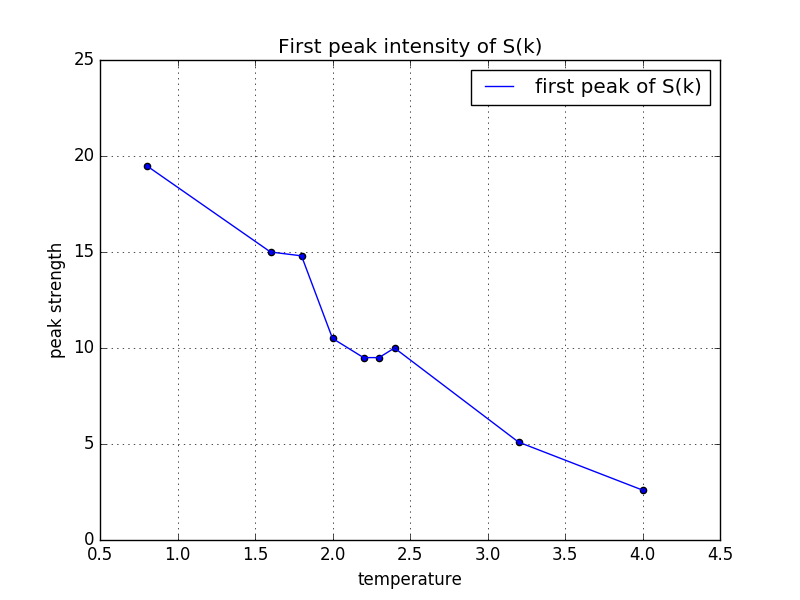 First peak intensity of S(k)
first peak of S(k)
25
20
15
10
5
0
peak strength
0.5 1.0 1.5 2.0 2.5 3.0 3.5 4.0 4.5
temperature